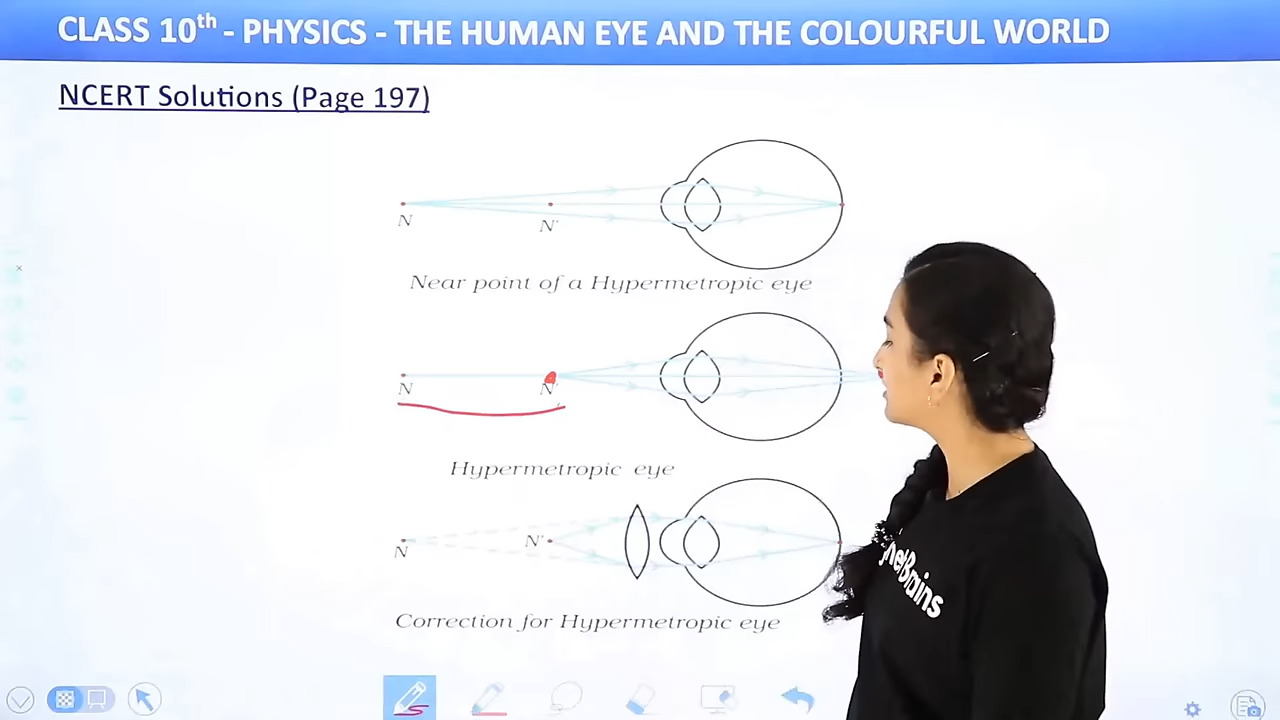 CLASS 10th - PHYSICS - THE HUMAN EYE AND THE COLOURFUL WORLD
NCERT Solutions (Page 197)
N N'
Near point of a Hypermetropic eye
N N'
Hypermetropic eye
N N'
Correction for Hypermetropic eye
netBrains